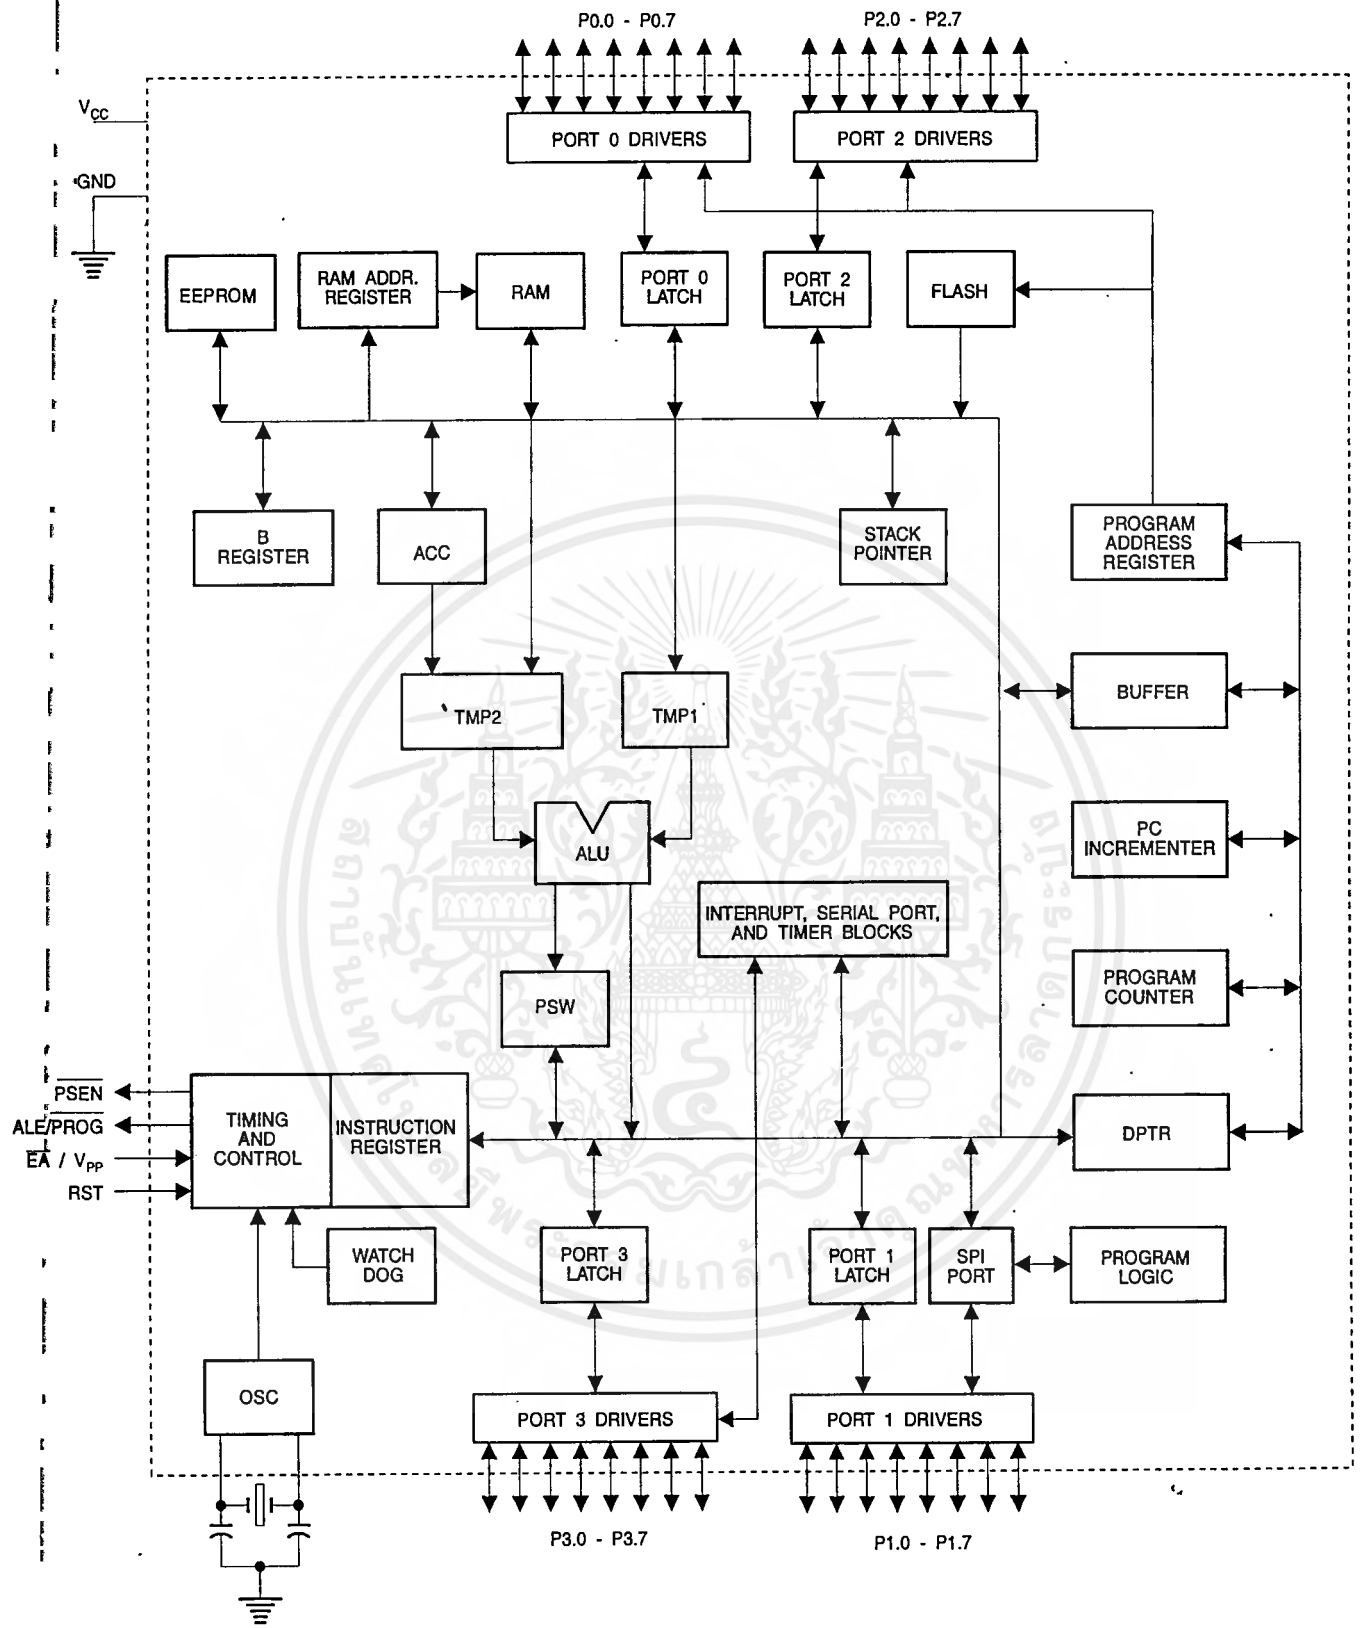 P0.0 - P0.7
P2.0 - P2.7
VCC
GND
PORT 0 DRIVERS
PORT 2 DRIVERS
EEPROM
RAM ADDR.
REGISTER
RAM
PORT 0
LATCH
PORT 2
LATCH
FLASH
B
REGISTER
ACC
STACK
POINTER
PROGRAM
ADDRESS
REGISTER
TMP2
TMP1
BUFFER
ALU
PC
INCREMENTER
INTERRUPT, SERIAL PORT,
AND TIMER BLOCKS
PSW
PROGRAM
COUNTER
PSEN
ALE/PROG
EA / VPP
RST
TIMING
AND
CONTROL
INSTRUCTION
REGISTER
DPTR
WATCH
DOG
PORT 3
LATCH
PORT 1
LATCH
SPI
PORT
PROGRAM
LOGIC
OSC
PORT 3 DRIVERS
PORT 1 DRIVERS
P3.0 - P3.7
P1.0 - P1.7